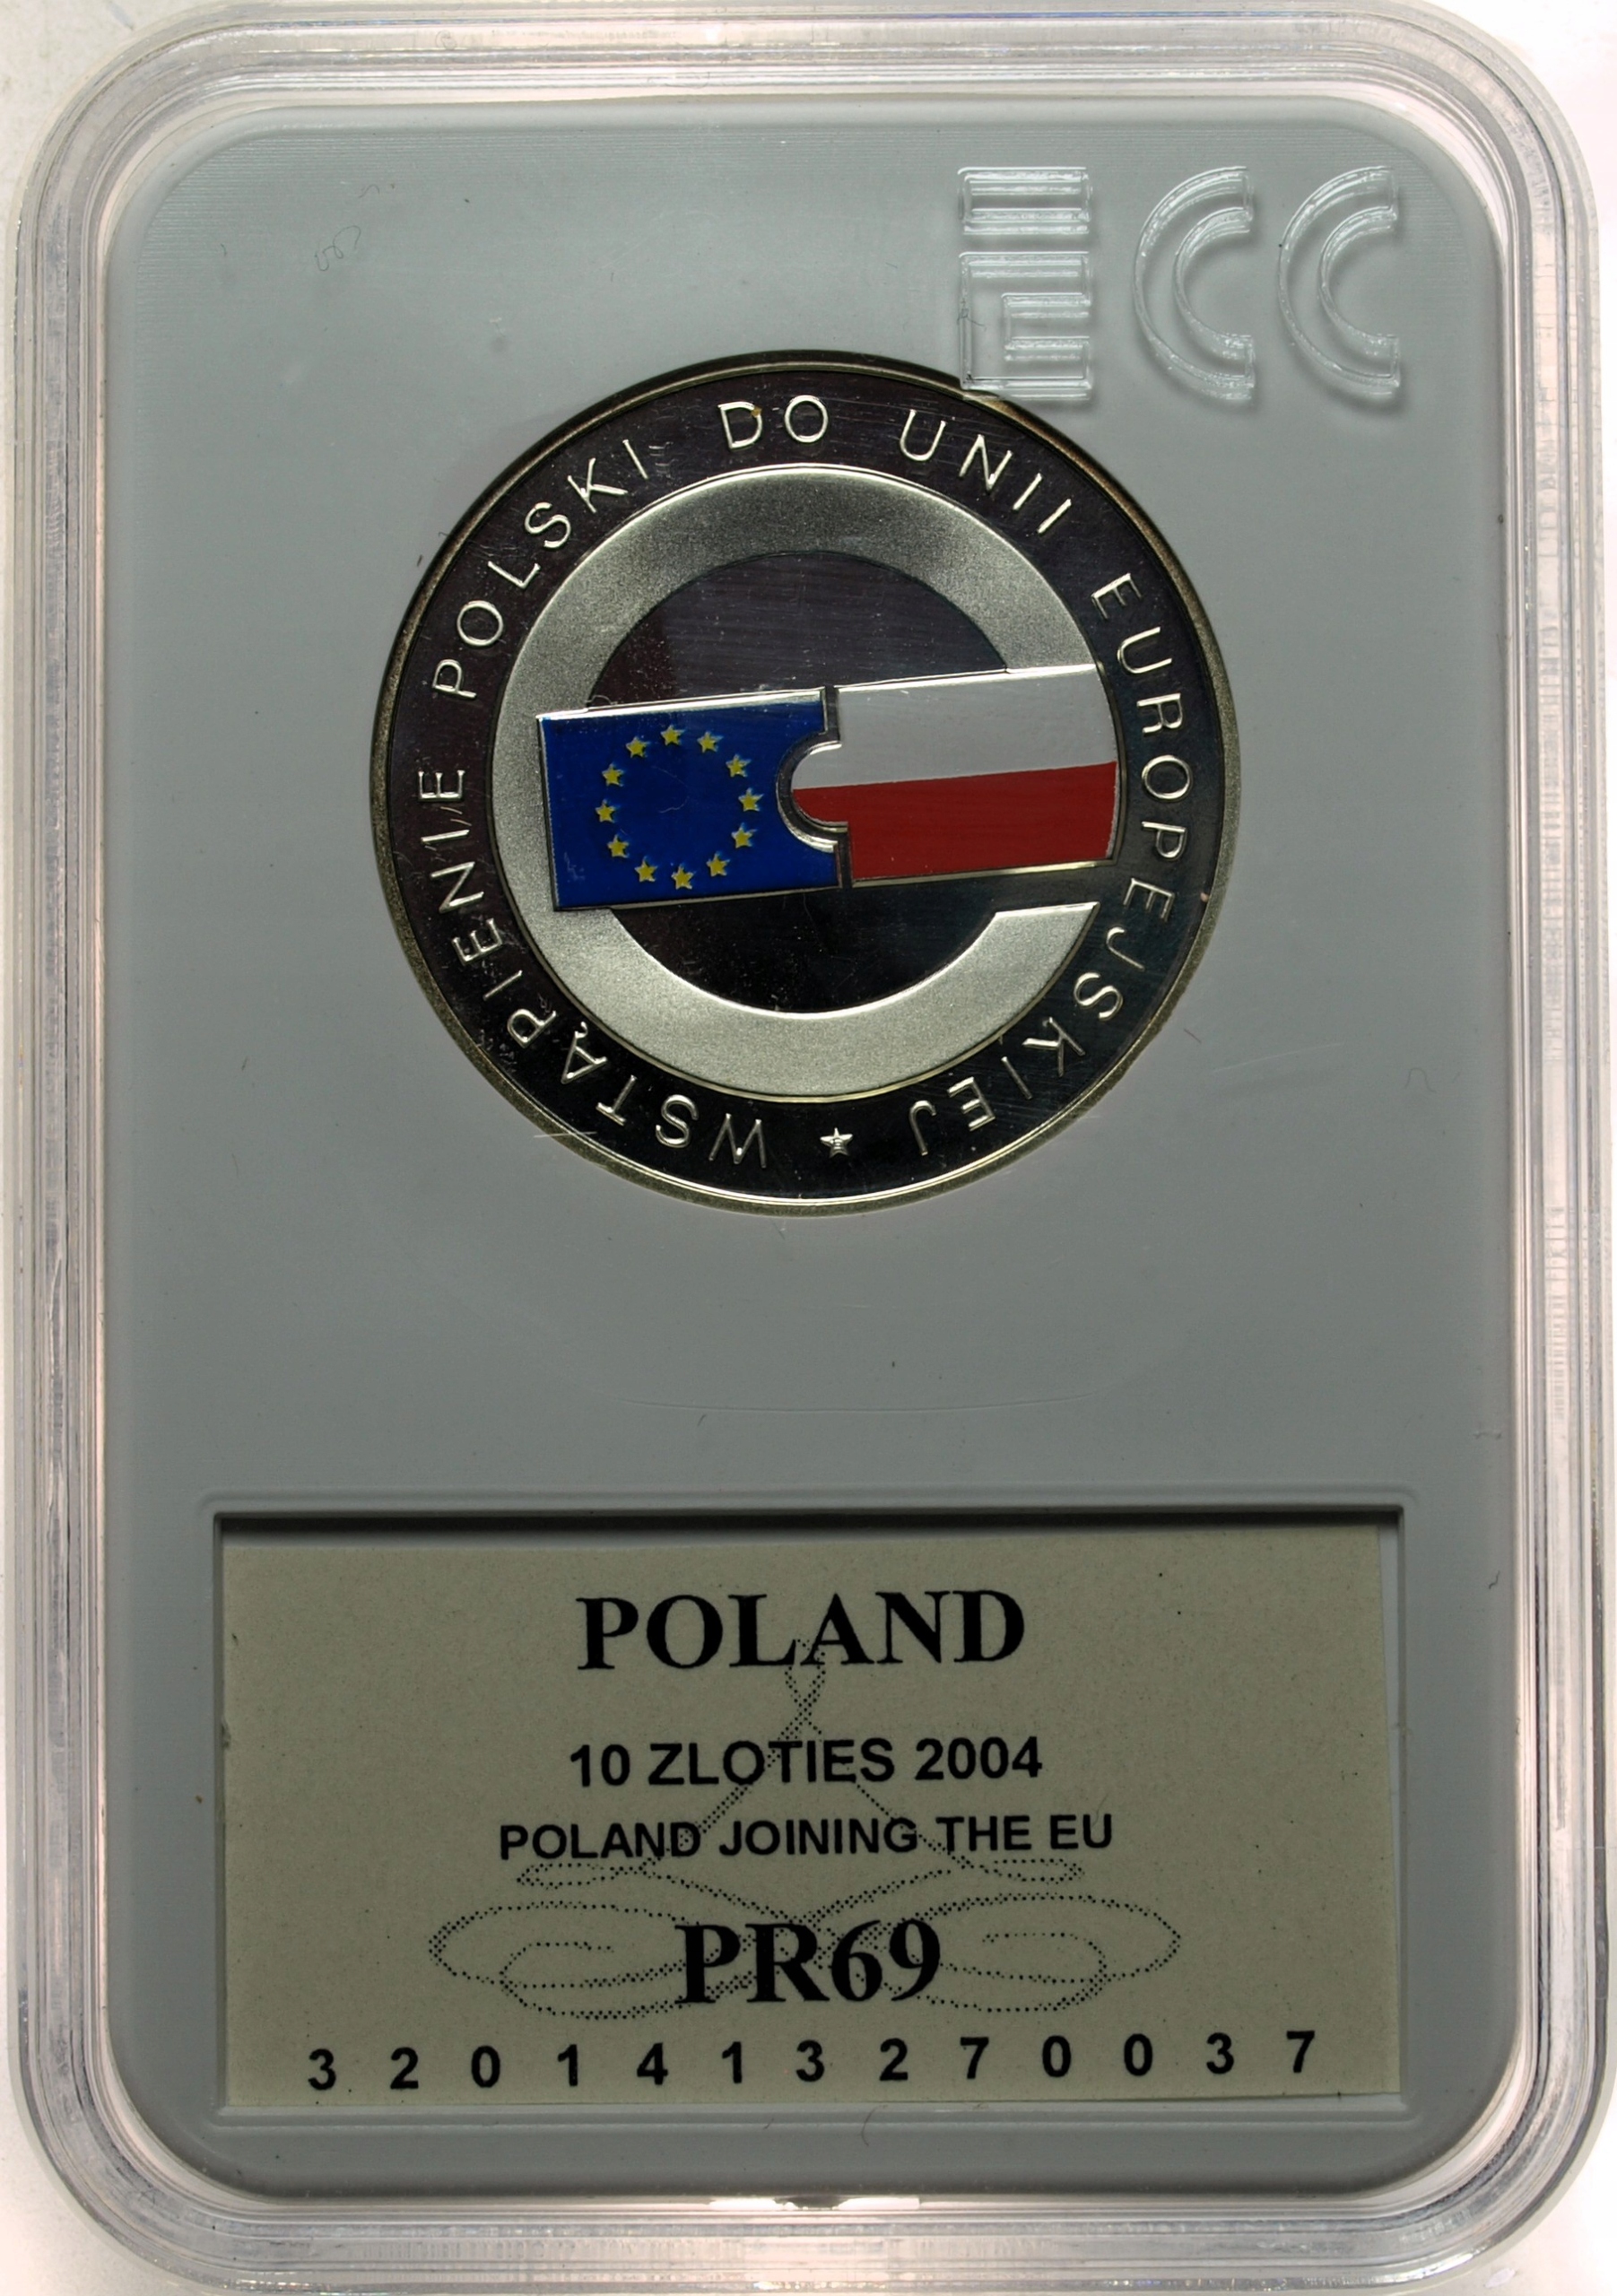 ECC
WSTĄPIENIE POLSKI DO UNII EUROPEJSKIEJ ★
POLAND
10 ZLOTIES 2004
POLAND JOINING THE EU
PR69
3 2 0 1 4 1 3 2 7 0 0 3 7